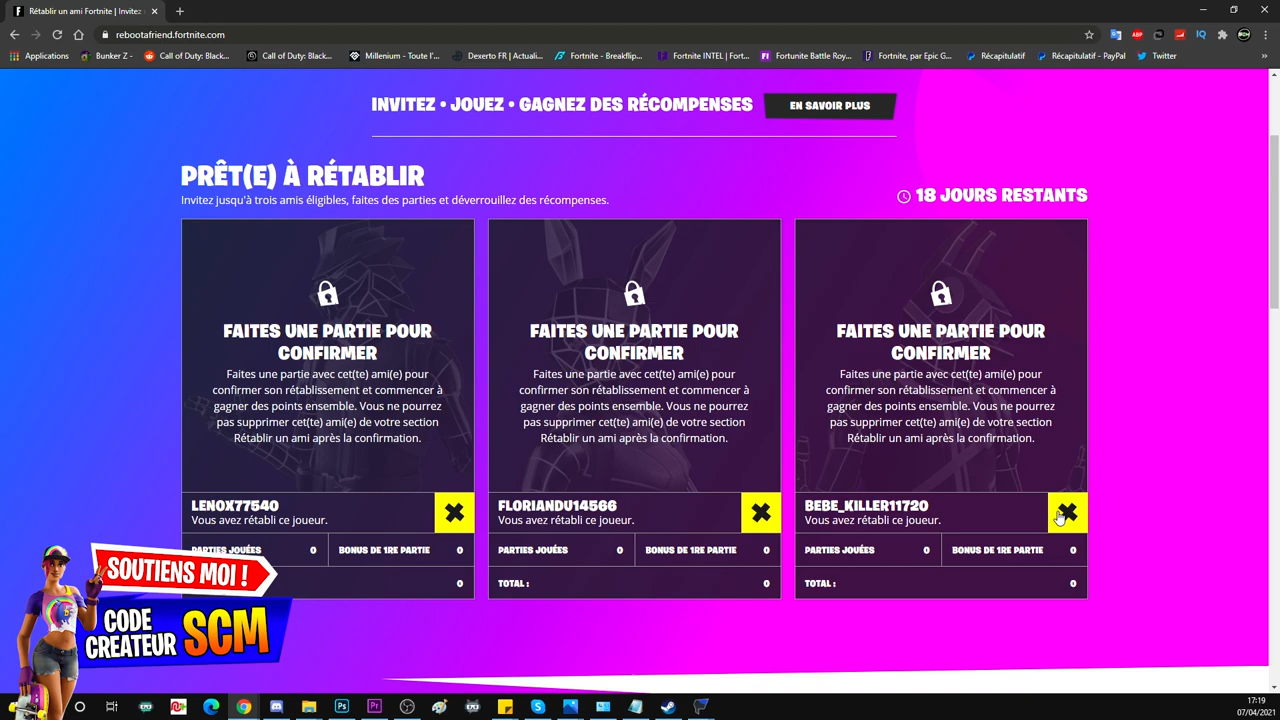 Rétablir un ami Fortnite | Invitez
rebootafriend.fortnite.com
Applications
Bunker Z -
Call of Duty: Black...
Call of Duty: Black...
Millenium - Toute l'...
Dexerto FR | Actuali...
Fortnite - Breakflip...
Fortnite INTEL | Fort...
Fortunite Battle Roy...
Fortnite, par Epic G...
Récapitulatif
Récapitulatif - PayPal
Twitter
INVITEZ • JOUEZ • GAGNEZ DES RÉCOMPENSES
EN SAVOIR PLUS
PRÊT(E) À RÉTABLIR
Invitez jusqu'à trois amis éligibles, faites des parties et déverrouillez des récompenses.
18 JOURS RESTANTS
FAITES UNE PARTIE POUR
CONFIRMER
Faites une partie avec cet(te) ami(e) pour
confirmer son rétablissement et commencer à
gagner des points ensemble. Vous ne pourrez
pas supprimer cet(te) ami(e) de votre section
Rétablir un ami après la confirmation.
LENOX77540
Vous avez rétabli ce joueur.
PARTIES JOUÉES 0
BONUS DE 1RE PARTIE 0
0
FAITES UNE PARTIE POUR
CONFIRMER
Faites une partie avec cet(te) ami(e) pour
confirmer son rétablissement et commencer à
gagner des points ensemble. Vous ne pourrez
pas supprimer cet(te) ami(e) de votre section
Rétablir un ami après la confirmation.
FLORIANDU14566
Vous avez rétabli ce joueur.
PARTIES JOUÉES 0
BONUS DE 1RE PARTIE 0
TOTAL : 0
FAITES UNE PARTIE POUR
CONFIRMER
Faites une partie avec cet(te) ami(e) pour
confirmer son rétablissement et commencer à
gagner des points ensemble. Vous ne pourrez
pas supprimer cet(te) ami(e) de votre section
Rétablir un ami après la confirmation.
BEBE_KILLER11720
Vous avez rétabli ce joueur.
PARTIES JOUÉES 0
BONUS DE 1RE PARTIE 0
TOTAL : 0
SOUTIENS MOI !
CODE
CREATEUR SCM
17:19
07/04/2021